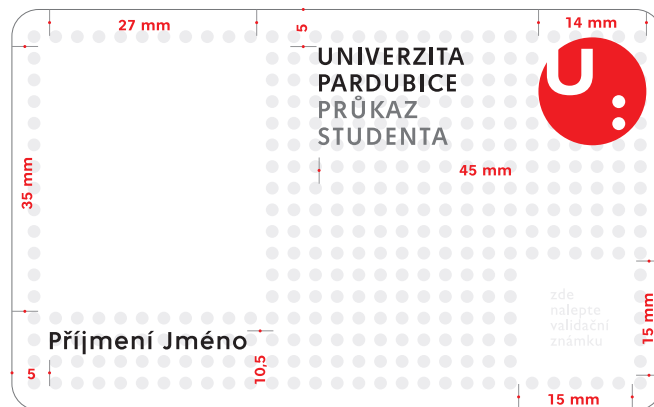 27 mm
5
14 mm
UNIVERZITA
PARDUBICE
PRŮKAZ
STUDENTA
U:
35 mm
45 mm
zde
nalepte
validační
známku
15 mm
Příjmení Jméno
10,5
5
15 mm